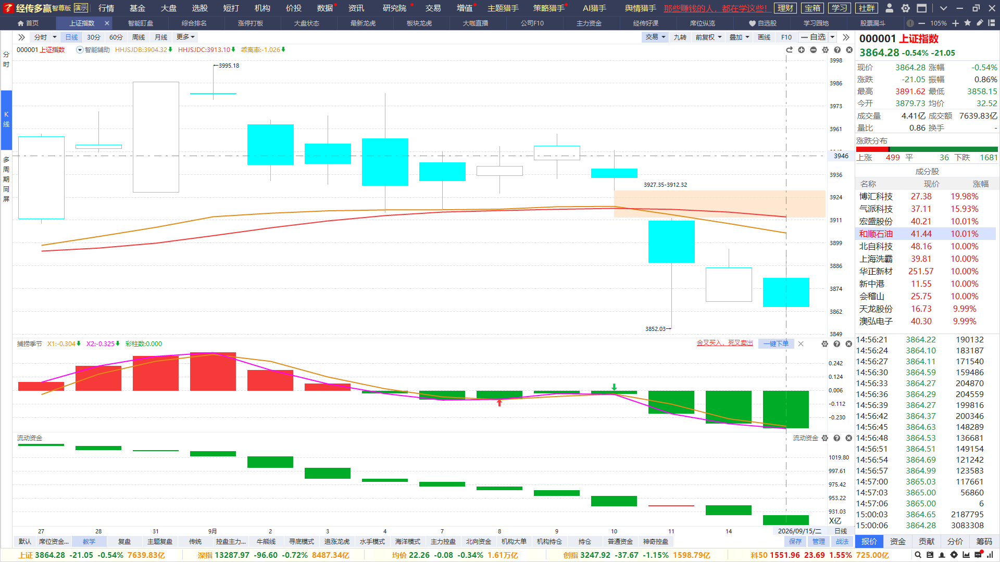 经传多赢 智尊版 演示 行情 基金 大盘 选股 短打 机构 价投 数据 资讯 研究院 交易 增值 主题猎手 策略猎手 AI猎手 舆情猎手 那些赚钱的人，都在学这些！ 理财 宝箱 学习 社群
首页 上证指数 智能盯盘 综合排名 涨停打板 大盘状态 最新龙虎 板块龙虎 大咖直播 公司F10 主力资金 经传好课 席位纵览 自选股 学习园地 股票漏斗 105%
分时 日线 30分 60分 周线 月线 更多 交易 九转 前复权 叠加 画线 F10 自选
000001 上证指数 智能辅助 HHJSJDB:3904.32 HHJSJDC:3913.10 乖离率:-1.026
分时
K线
多周期同屏
3995.18
3927.35-3912.32
3852.03
3998
3986
3973
3961
3946
3936
3924
3911
3899
3886
3874
3862
3849
捕捞季节 X1:-0.304 X2:-0.325 彩柱数:0.000 金叉买入，死叉卖出 一键下单
0.242
0.124
0.006
-0.112
-0.230
流动资金 流动资金
1019.80
997.61
975.42
953.22
931.03
X亿
27 28 31 9月 2 3 4 7 8 9 10 11 14 2026/09/15/二 日线
默认 席位资金... 教学 复盘 主题复盘 传统 控盘主力... 牛能线 寻底模式 追涨龙虎 水手模式 海洋模式 主力控盘 北向资金 机构大单 机构持仓 持仓 普通资金 神奇控盘 保存 管理 战法
000001 上证指数
3864.28 -0.54% -21.05
现价 3864.28 涨幅 -0.54%
涨跌 -21.05 振幅 0.86%
最高 3891.62 最低 3858.15
今开 3879.73 均价 32.52
成交量 4.41亿 成交额 7639.83亿
量比 0.86 换手 -
涨跌分布
上涨 499 平 36 下跌 1681
成分股
名称 现价 涨幅
博汇科技 27.38 19.98%
气派科技 37.11 15.93%
宏盛股份 40.21 10.01%
和顺石油 41.44 10.01%
北自科技 48.16 10.00%
上海洗霸 39.81 10.00%
华正新材 251.57 10.00%
新中港 11.55 10.00%
会稽山 25.75 10.00%
天龙股份 16.73 9.99%
澳弘电子 40.30 9.99%
14:56:21 3864.22 190132
14:56:24 3864.10 183187
14:56:27 3864.11 171540
14:56:30 3864.59 159486
14:56:33 3864.27 204870
14:56:36 3864.29 204559
14:56:39 3864.27 199816
14:56:42 3864.37 200346
14:56:45 3864.63 148289
14:56:48 3864.53 136681
14:56:51 3864.51 149154
14:56:54 3864.69 121242
14:56:57 3864.99 123583
14:57:00 3865.03 117661
14:57:03 3865.00 56860
14:57:06 3865.00 6
15:00:03 3864.65 2187795
15:00:06 3864.28 3083308
报价 资金 贡献 分价 筹码
上证 3864.28 -21.05 -0.54% 7639.83亿 深指 13287.97 -96.60 -0.72% 8487.34亿 均价 22.26 -0.08 -0.34% 1.61万亿 创指 3247.92 -37.67 -1.15% 1598.79亿 科50 1551.96 23.69 1.55% 725.00亿